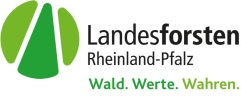 Landesforsten
Rheinland-Pfalz
Wald. Werte. Wahren.